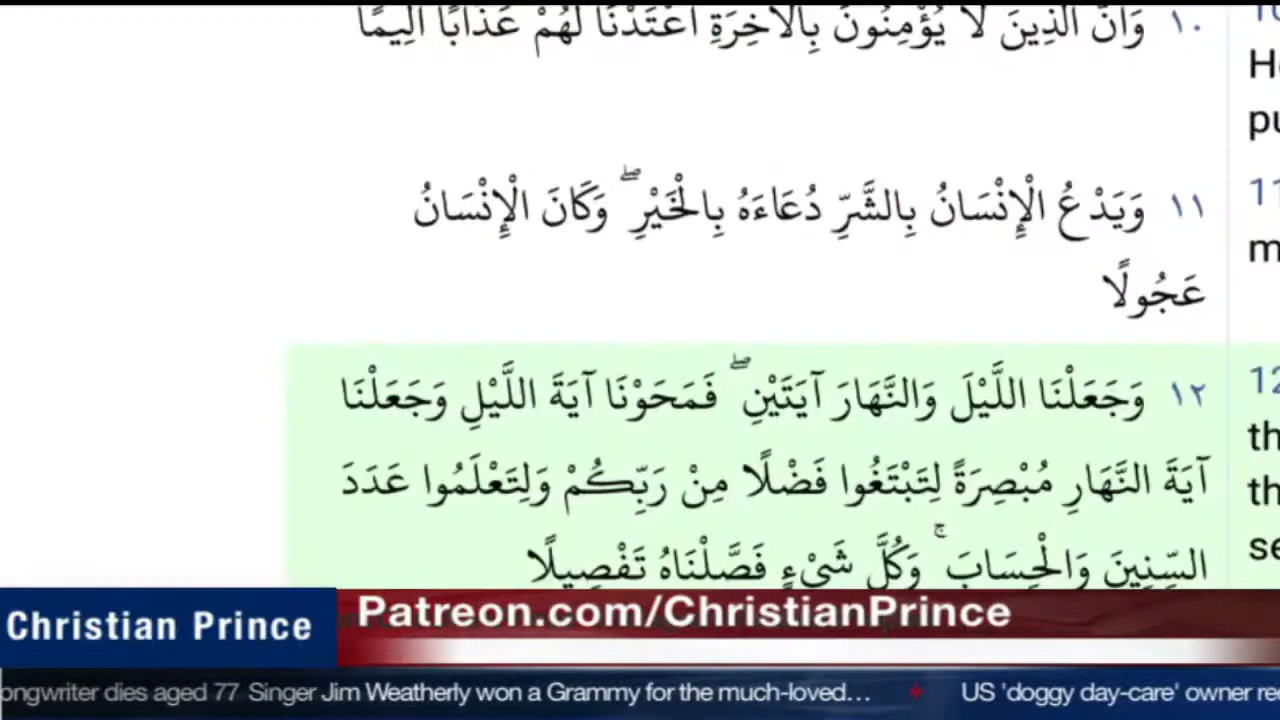 ١٠ وَأَنَّ الَّذِينَ لَا يُؤْمِنُونَ بِالْآخِرَةِ أَعْتَدْنَا لَهُمْ عَذَابًا أَلِيمًا
١١ وَيَدْعُ الْإِنْسَانُ بِالشَّرِّ دُعَاءَهُ بِالْخَيْرِ ۖ وَكَانَ الْإِنْسَانُ
عَجُولًا
11
m
١٢ وَجَعَلْنَا اللَّيْلَ وَالنَّهَارَ آيَتَيْنِ ۖ فَمَحَوْنَا آيَةَ اللَّيْلِ وَجَعَلْنَا
آيَةَ النَّهَارِ مُبْصِرَةً لِتَبْتَغُوا فَضْلًا مِنْ رَبِّكُمْ وَلِتَعْلَمُوا عَدَدَ
السِّنِينَ وَالْحِسَابَ ۚ وَكُلَّ شَيْءٍ فَصَّلْنَاهُ تَفْصِيلًا
12
th
th
se
Christian Prince
Patreon.com/ChristianPrince
ongwriter dies aged 77 Singer Jim Weatherly won a Grammy for the much-loved... US 'doggy day-care' owner re